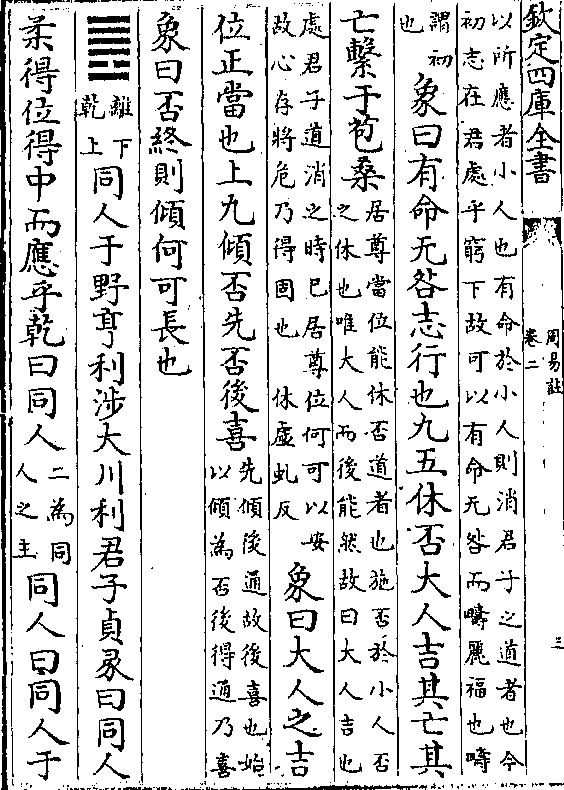 欽定四庫全書
周易註
卷二
三
以所應者小人也有命於小人則消君子之道者也今
初志在君處乎窮下故可以有命无咎而疇麗福也疇
謂初
也
象曰有命无咎志行也九五休否大人吉其亡其
亡繫于苞桑
居尊當位能休否道者也施否於小人否
之休也唯大人而後能然故曰大人吉也
處君子道消之時已居尊位何可以安
故心存將危乃得固也 休虚虬反
象曰大人之吉
位正當也上九傾否先否後喜
先傾後通故後喜也始
以傾為否後得通乃喜
象曰否終則傾何可長也
䷌
離下
乾上
同人于野亨利涉大川利君子貞彖曰同人
柔得位得中而應乎乾曰同人
二為同
人之主
同人曰同人于